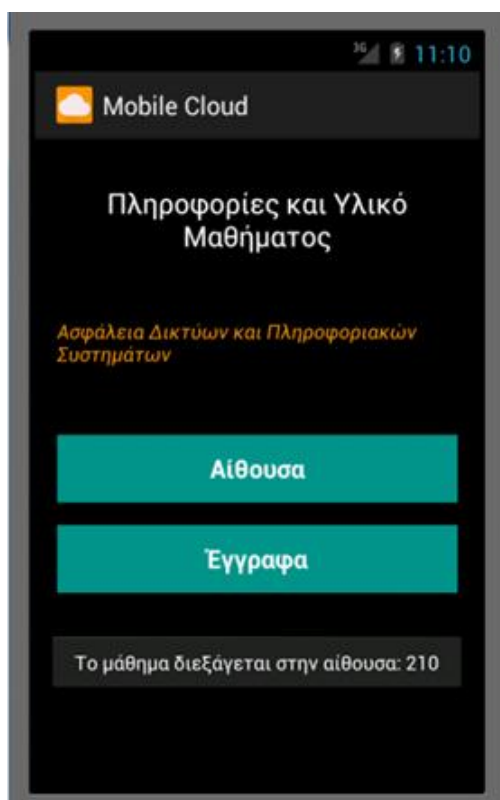 3G 11:10
Mobile Cloud
Πληροφορίες και Υλικό
Μαθήματος
Ασφάλεια Δικτύων και Πληροφοριακών
Συστημάτων
Αίθουσα
Έγγραφα
Το μάθημα διεξάγεται στην αίθουσα: 210